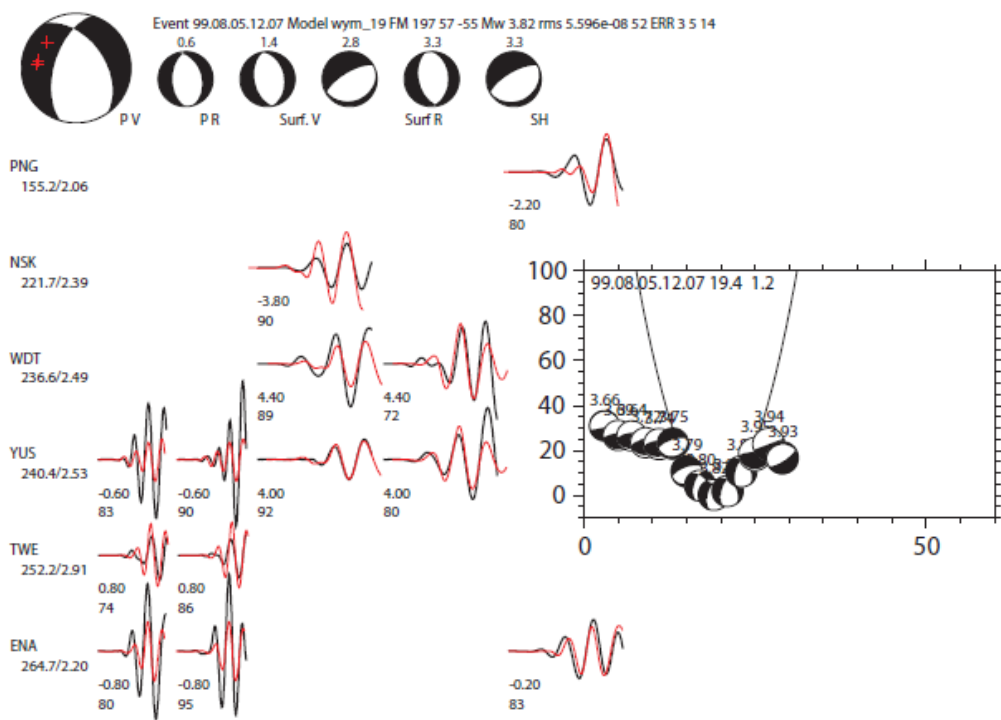 Event 99.08.05.12.07 Model wym_19 FM 197 57 -55 Mw 3.82 rms 5.596e-08 52 ERR 3 5 14
0.6 1.4 2.8 3.3 3.3
P V P R Surf. V Surf R SH
PNG
155.2/2.06
-2.20
80
NSK
221.7/2.39
-3.80
90
WDT
236.6/2.49
4.40 4.40
89 72
YUS
240.4/2.53
-0.60 -0.60 4.00 4.00
83 90 92 80
TWE
252.2/2.91
0.80 0.80
74 86
ENA
264.7/2.20
-0.80 -0.80 -0.20
80 95 83
99.08.05.12.07 19.4 1.2
100
80
60
40
20
0
0 50
3.66
3.94
3.93